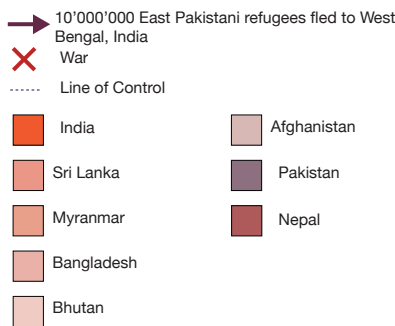 10'000'000 East Pakistani refugees fled to West
Bengal, India
War
Line of Control
India
Sri Lanka
Myranmar
Bangladesh
Bhutan
Afghanistan
Pakistan
Nepal